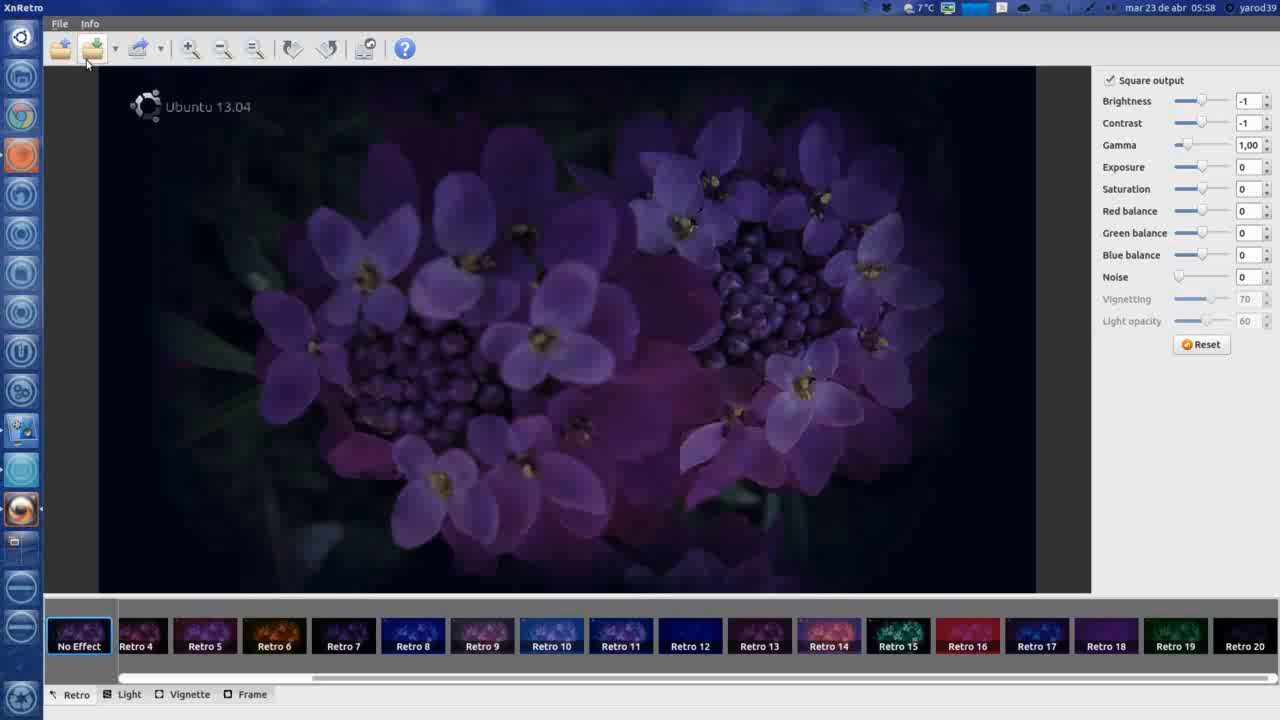 XnRetro
7 °C
mar 23 de abr
05:58
yarod39
File
Info
Ubuntu 13.04
Square output
Brightness
-1
Contrast
-1
Gamma
1,00
Exposure
0
Saturation
0
Red balance
0
Green balance
0
Blue balance
0
Noise
0
Vignetting
70
Light opacity
60
Reset
No Effect
Retro 4
Retro 5
Retro 6
Retro 7
Retro 8
Retro 9
Retro 10
Retro 11
Retro 12
Retro 13
Retro 14
Retro 15
Retro 16
Retro 17
Retro 18
Retro 19
Retro 20
Retro
Light
Vignette
Frame